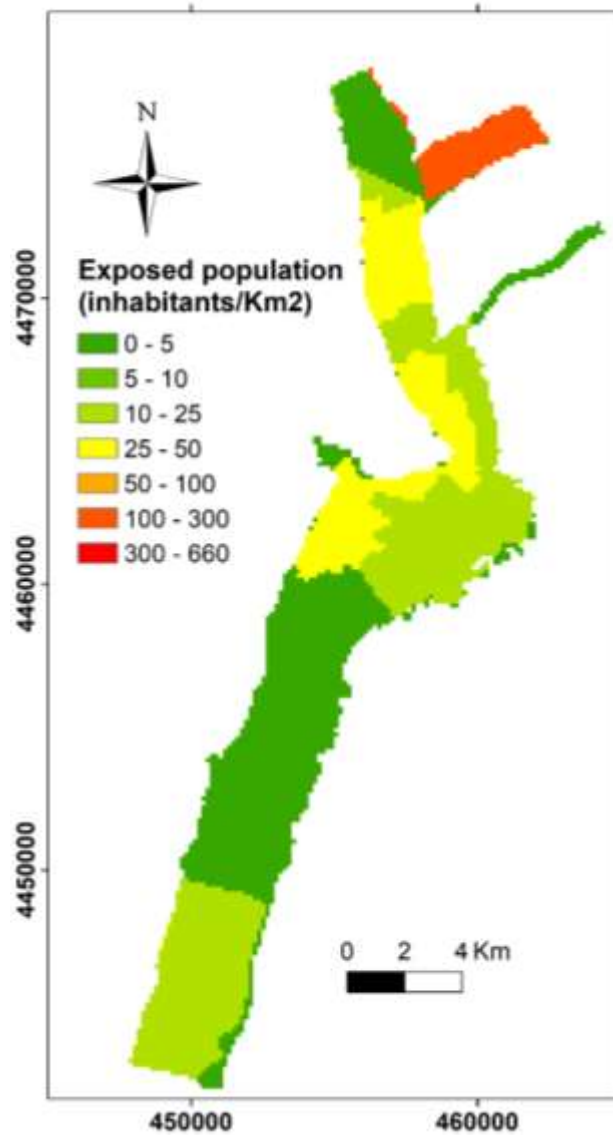 N
Exposed population
(inhabitants/Km2)
0 - 5
5 - 10
10 - 25
25 - 50
50 - 100
100 - 300
300 - 660
4470000
4460000
4450000
0 2 4 Km
450000 460000